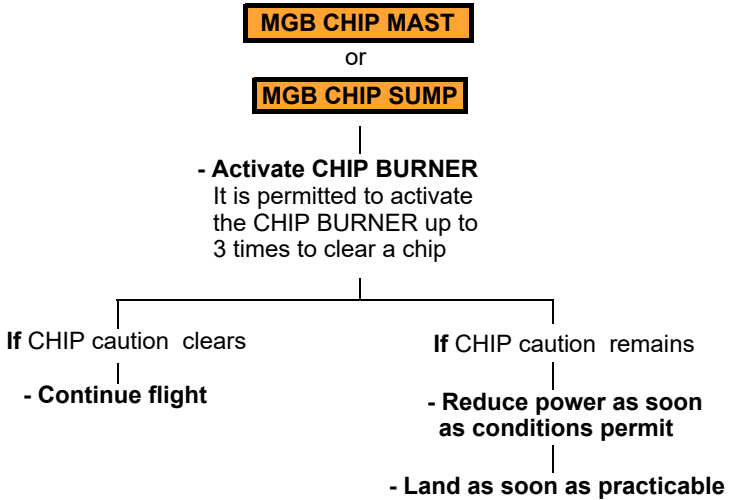 MGB CHIP MAST
or
MGB CHIP SUMP
- Activate CHIP BURNER
It is permitted to activate
the CHIP BURNER up to
3 times to clear a chip
If CHIP caution clears
- Continue flight
If CHIP caution remains
- Reduce power as soon
as conditions permit
- Land as soon as practicable